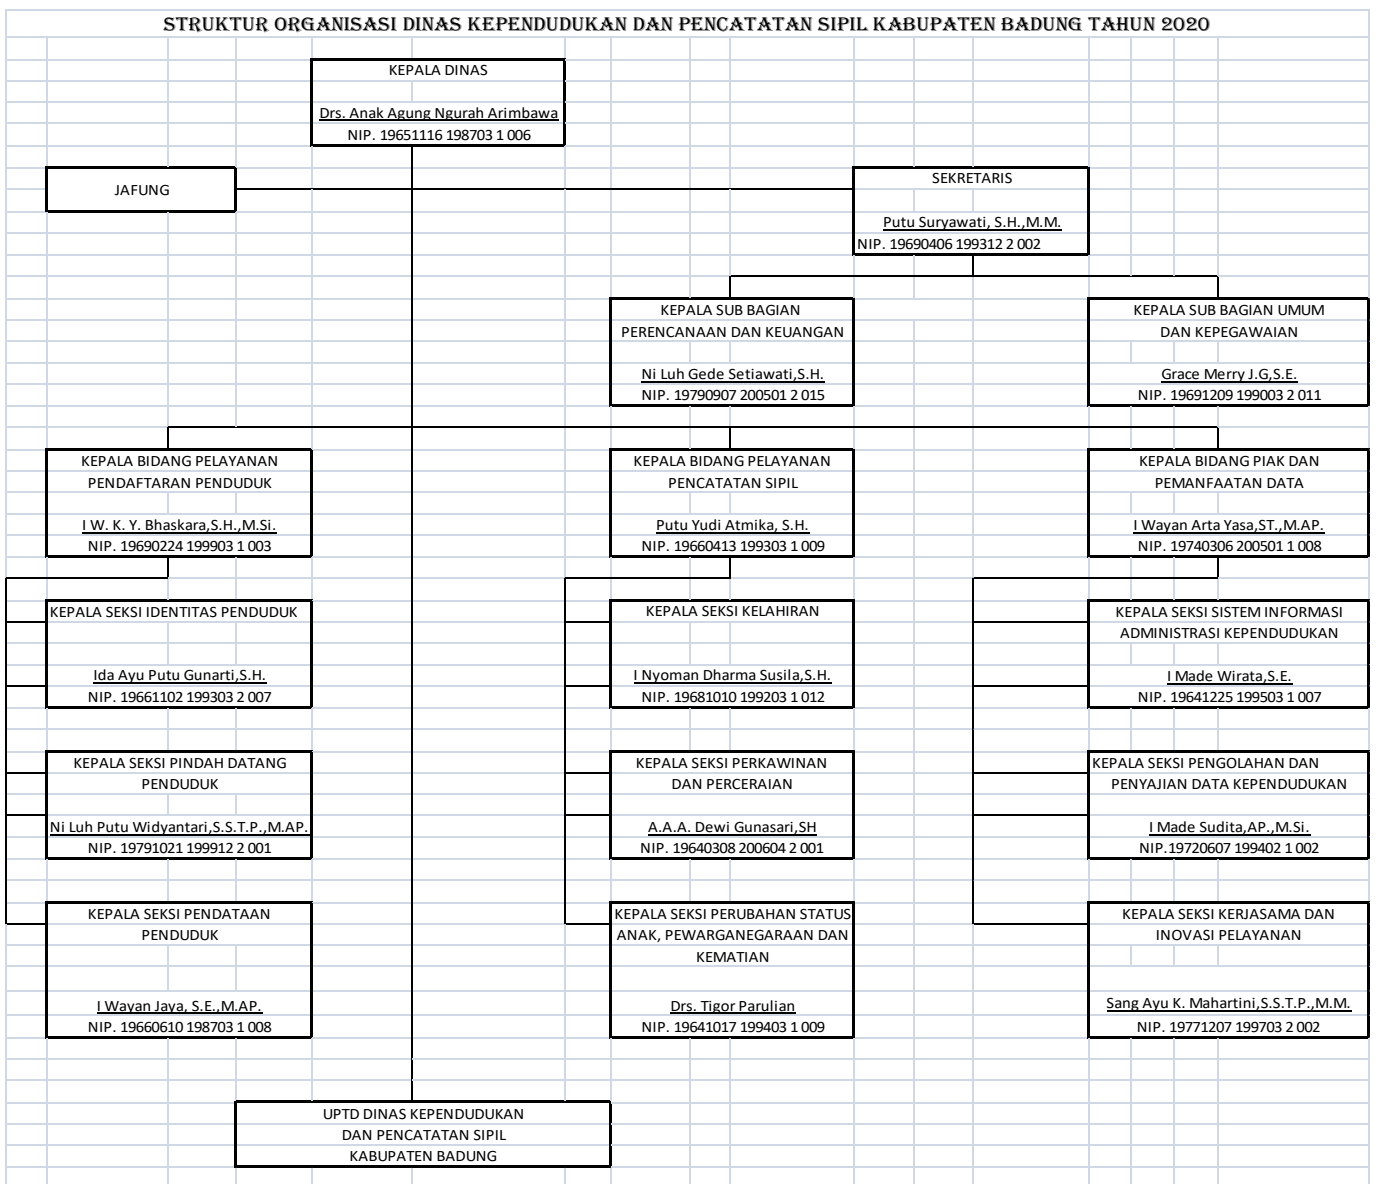 STRUKTUR ORGANISASI DINAS KEPENDUDUKAN DAN PENCATATAN SIPIL KABUPATEN BADUNG TAHUN 2020
KEPALA DINAS
Drs. Anak Agung Ngurah Arimbawa
NIP. 19651116 198703 1 006
JAFUNG
SEKRETARIS
Putu Suryawati, S.H.,M.M.
NIP. 19690406 199312 2 002
KEPALA SUB BAGIAN
PERENCANAAN DAN KEUANGAN
Ni Luh Gede Setiawati,S.H.
NIP. 19790907 200501 2 015
KEPALA SUB BAGIAN UMUM
DAN KEPEGAWAIAN
Grace Merry J.G,S.E.
NIP. 19691209 199003 2 011
KEPALA BIDANG PELAYANAN
PENDAFTARAN PENDUDUK
I W. K. Y. Bhaskara,S.H.,M.Si.
NIP. 19690224 199903 1 003
KEPALA BIDANG PELAYANAN
PENCATATAN SIPIL
Putu Yudi Atmika, S.H.
NIP. 19660413 199303 1 009
KEPALA BIDANG PIAK DAN
PEMANFAATAN DATA
I Wayan Arta Yasa,ST.,M.AP.
NIP. 19740306 200501 1 008
KEPALA SEKSI IDENTITAS PENDUDUK
Ida Ayu Putu Gunarti,S.H.
NIP. 19661102 199303 2 007
KEPALA SEKSI KELAHIRAN
I Nyoman Dharma Susila,S.H.
NIP. 19681010 199203 1 012
KEPALA SEKSI SISTEM INFORMASI
ADMINISTRASI KEPENDUDUKAN
I Made Wirata,S.E.
NIP. 19641225 199503 1 007
KEPALA SEKSI PINDAH DATANG
PENDUDUK
Ni Luh Putu Widyantari,S.S.T.P.,M.AP.
NIP. 19791021 199912 2 001
KEPALA SEKSI PERKAWINAN
DAN PERCERAIAN
A.A.A. Dewi Gunasari,SH
NIP. 19640308 200604 2 001
KEPALA SEKSI PENGOLAHAN DAN
PENYAJIAN DATA KEPENDUDUKAN
I Made Sudita,AP.,M.Si.
NIP.19720607 199402 1 002
KEPALA SEKSI PENDATAAN
PENDUDUK
I Wayan Jaya, S.E.,M.AP.
NIP. 19660610 198703 1 008
KEPALA SEKSI PERUBAHAN STATUS
ANAK, PEWARGANEGARAAN DAN
KEMATIAN
Drs. Tigor Parulian
NIP. 19641017 199403 1 009
KEPALA SEKSI KERJASAMA DAN
INOVASI PELAYANAN
Sang Ayu K. Mahartini,S.S.T.P.,M.M.
NIP. 19771207 199703 2 002
UPTD DINAS KEPENDUDUKAN
DAN PENCATATAN SIPIL
KABUPATEN BADUNG